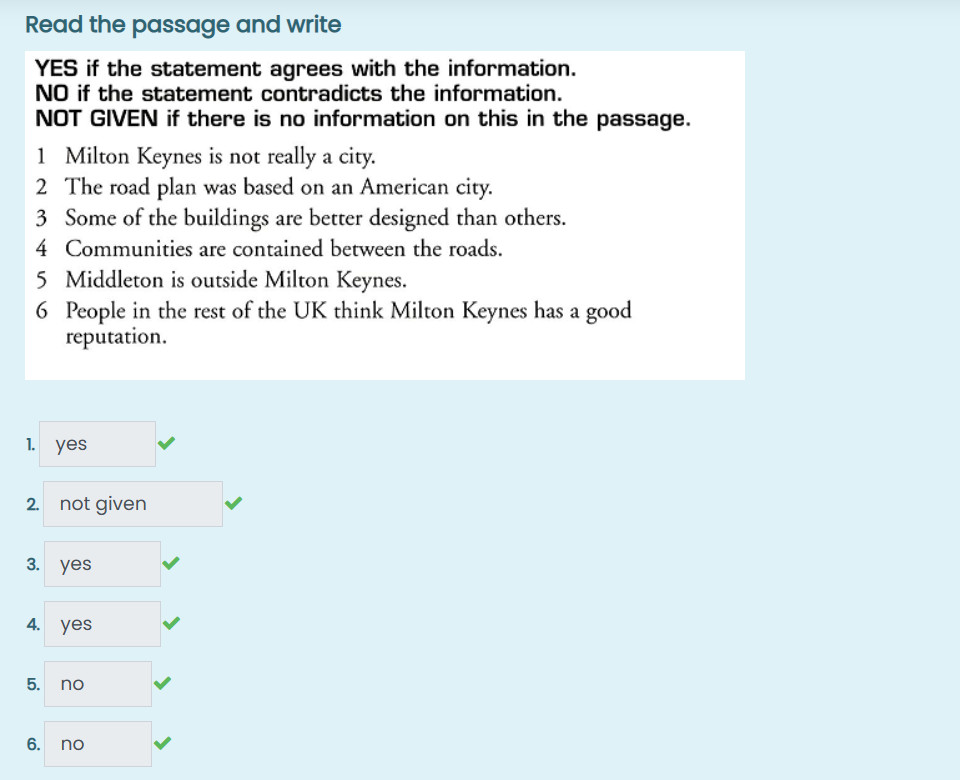 Read the passage and write
YES if the statement agrees with the information.
NO if the statement contradicts the information.
NOT GIVEN if there is no information on this in the passage.
1 Milton Keynes is not really a city.
2 The road plan was based on an American city.
3 Some of the buildings are better designed than others.
4 Communities are contained between the roads.
5 Middleton is outside Milton Keynes.
6 People in the rest of the UK think Milton Keynes has a good
reputation.
1. yes
2. not given
3. yes
4. yes
5. no
6. no